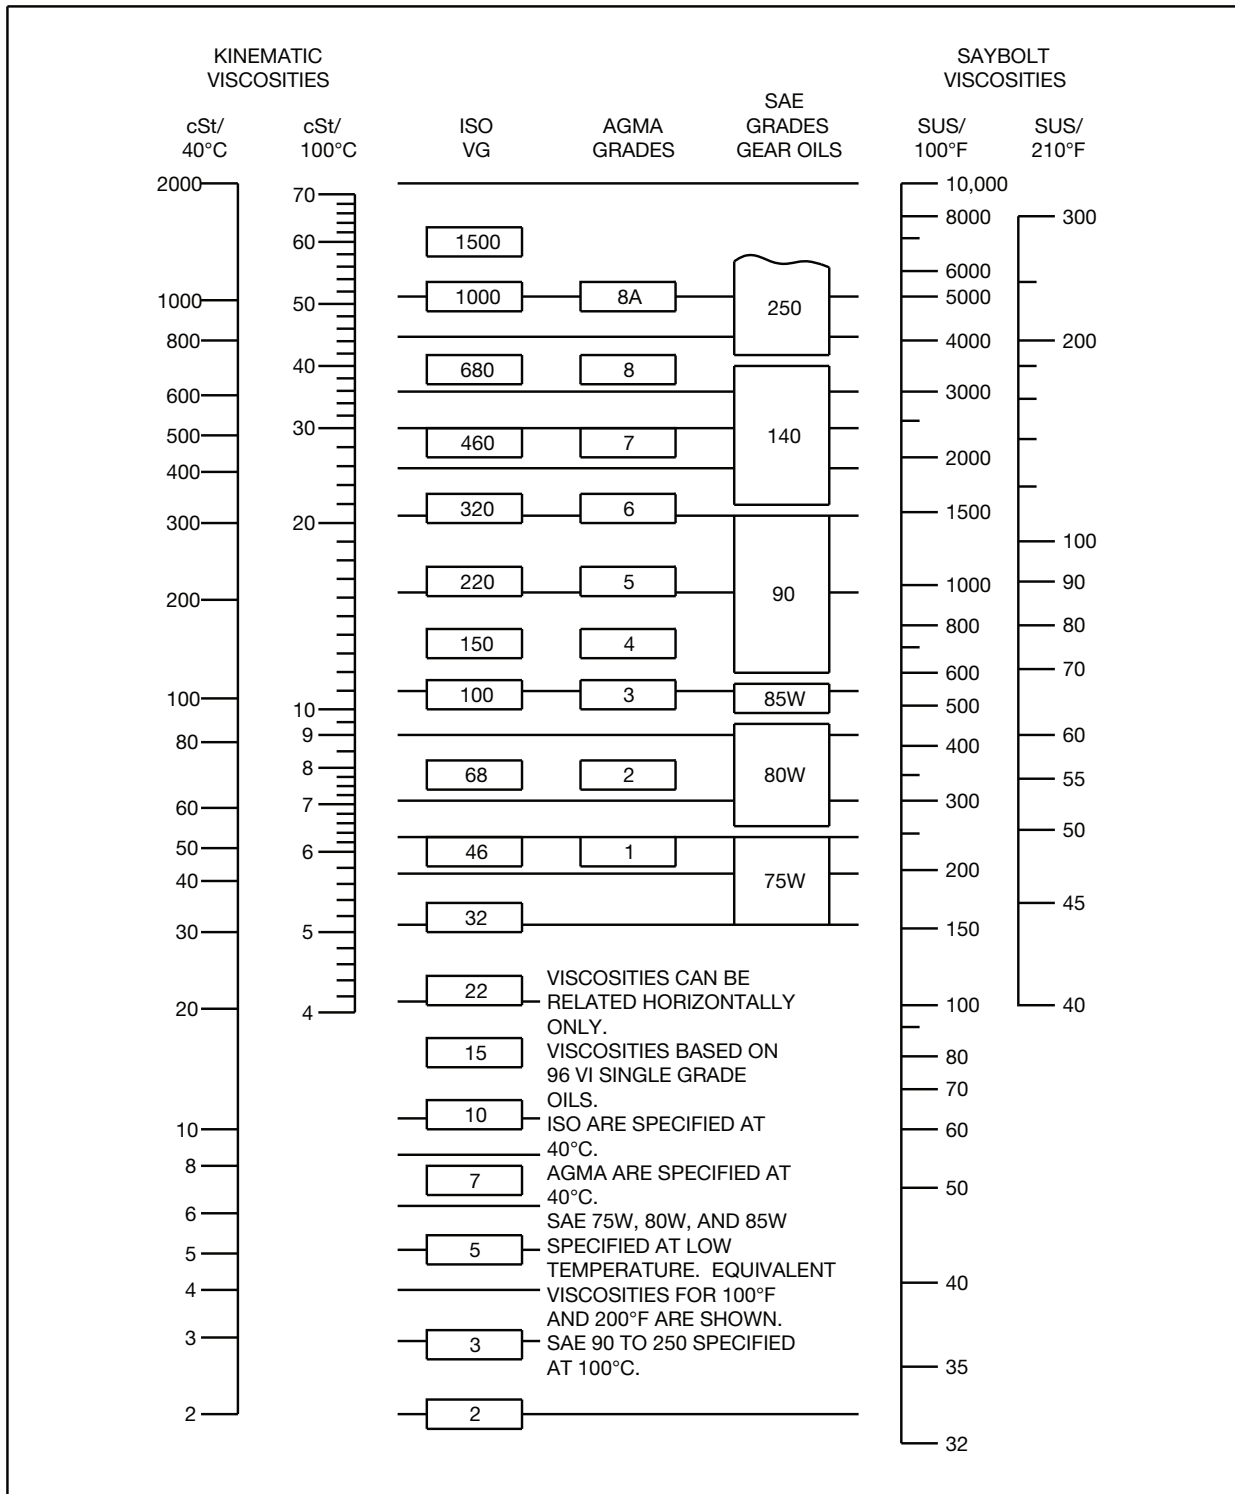 KINEMATIC
VISCOSITIES
SAYBOLT
VISCOSITIES
cSt/
40°C
cSt/
100°C
ISO
VG
AGMA
GRADES
SAE
GRADES
GEAR OILS
SUS/
100°F
SUS/
210°F
2000
1000
800
600
500
400
300
200
100
80
60
50
40
30
20
10
8
6
5
4
3
2
70
60
50
40
30
20
10
9
8
7
6
5
4
1500
1000
680
460
320
220
150
100
68
46
32
22
15
10
7
5
3
2
8A
8
7
6
5
4
3
2
1
250
140
90
85W
80W
75W
VISCOSITIES CAN BE
RELATED HORIZONTALLY
ONLY.
VISCOSITIES BASED ON
96 VI SINGLE GRADE
OILS.
ISO ARE SPECIFIED AT
40°C.
AGMA ARE SPECIFIED AT
40°C.
SAE 75W, 80W, AND 85W
SPECIFIED AT LOW
TEMPERATURE. EQUIVALENT
VISCOSITIES FOR 100°F
AND 200°F ARE SHOWN.
SAE 90 TO 250 SPECIFIED
AT 100°C.
10,000
8000
6000
5000
4000
3000
2000
1500
1000
800
600
500
400
300
200
150
100
80
70
60
50
40
35
32
300
200
100
90
80
70
60
55
50
45
40